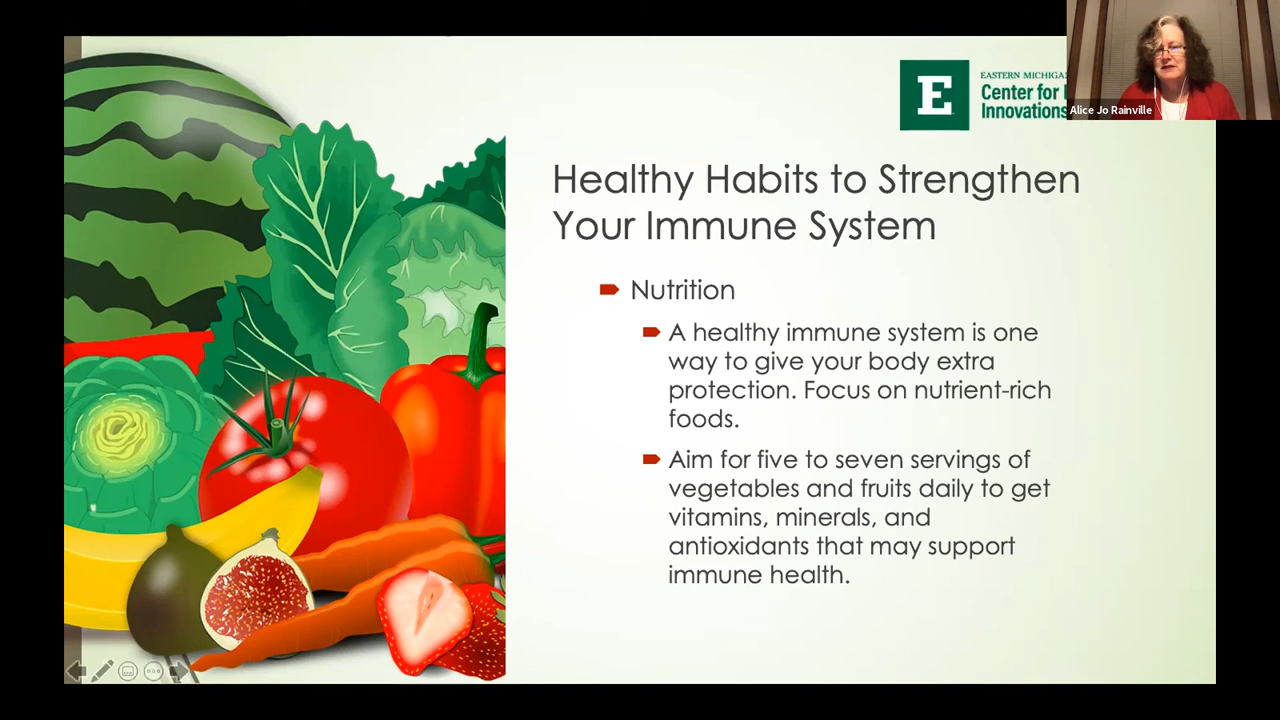 E
EASTERN MICHIGAN
Center for
Innovations
Alice Jo Rainville
Healthy Habits to Strengthen
Your Immune System
Nutrition
A healthy immune system is one
way to give your body extra
protection. Focus on nutrient-rich
foods.
Aim for five to seven servings of
vegetables and fruits daily to get
vitamins, minerals, and
antioxidants that may support
immune health.